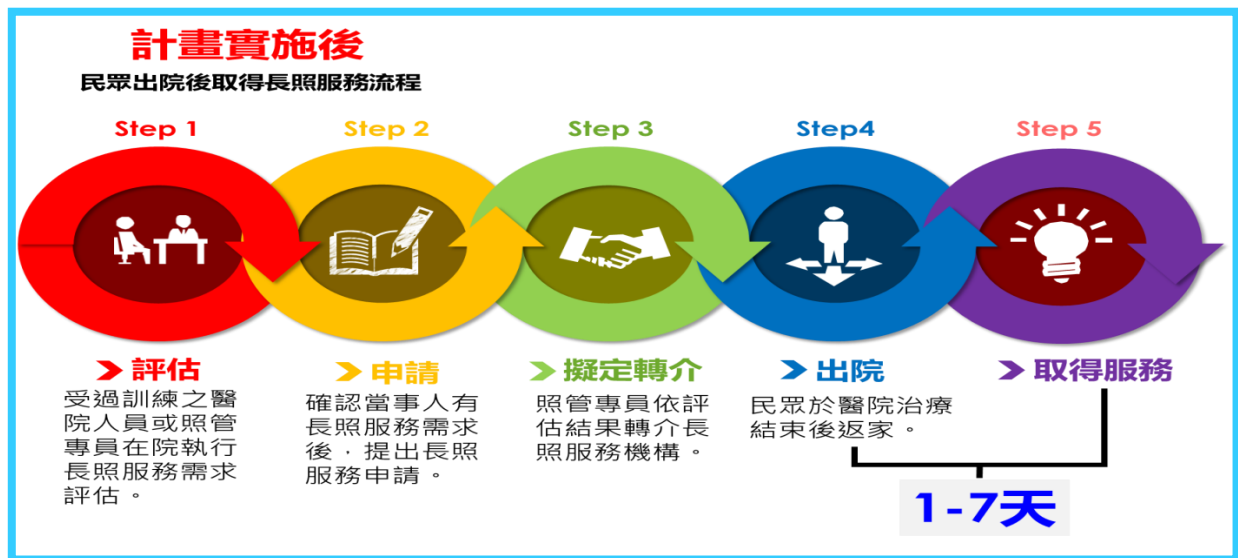 計畫實施後
民眾出院後取得長照服務流程
Step 1
Step 2
Step 3
Step4
Step 5
評估
受過訓練之醫
院人員或照管
專員在院執行
長照服務需求
評估。
申請
確認當事人有
長照服務需求
後，提出長照
服務申請。
擬定轉介
照管專員依評
估結果轉介長
照服務機構。
出院
民眾於醫院治療
結束後返家。
取得服務
1-7天